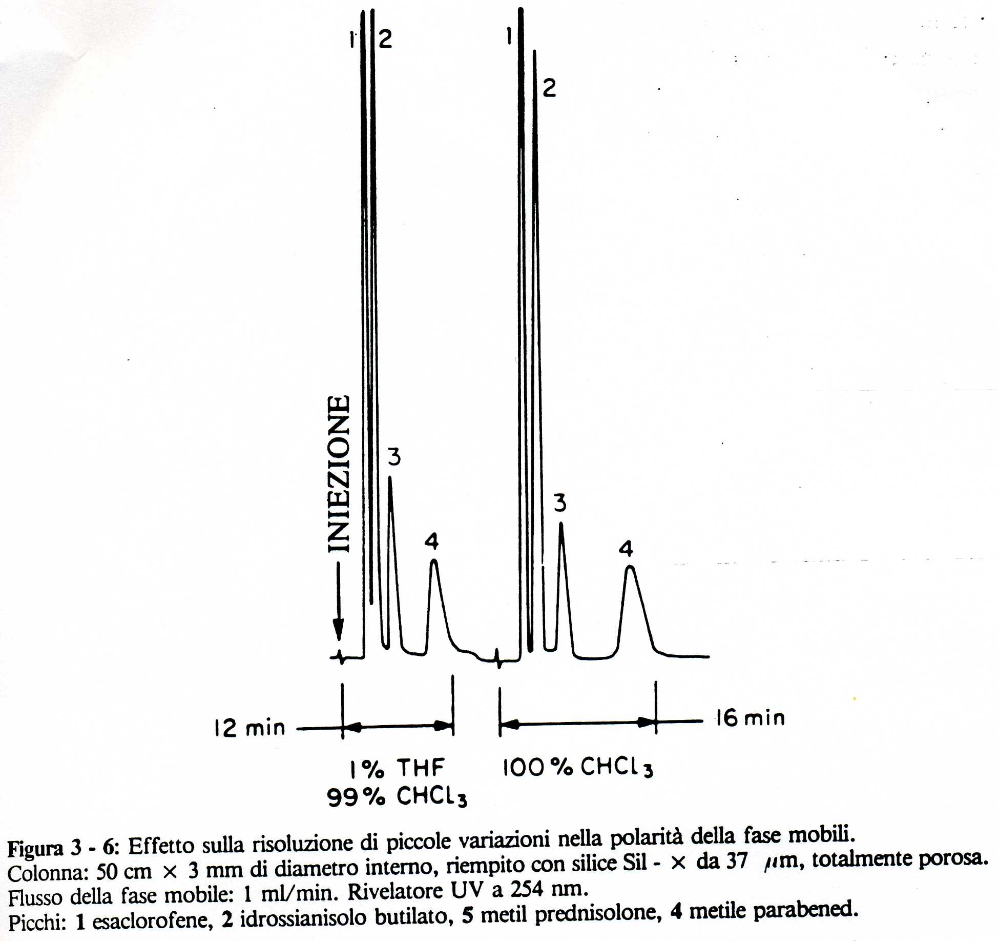 1 2
1
2
INIEZIONE
3
4
3
4
12 min
16 min
1% THF
99% CHCl3
100% CHCl3
Figura 3 - 6: Effetto sulla risoluzione di piccole variazioni nella polarità della fase mobili.
Colonna: 50 cm × 3 mm di diametro interno, riempito con silice Sil - × da 37 μm, totalmente porosa.
Flusso della fase mobile: 1 ml/min. Rivelatore UV a 254 nm.
Picchi: 1 esaclorofene, 2 idrossianisolo butilato, 5 metil prednisolone, 4 metile parabened.